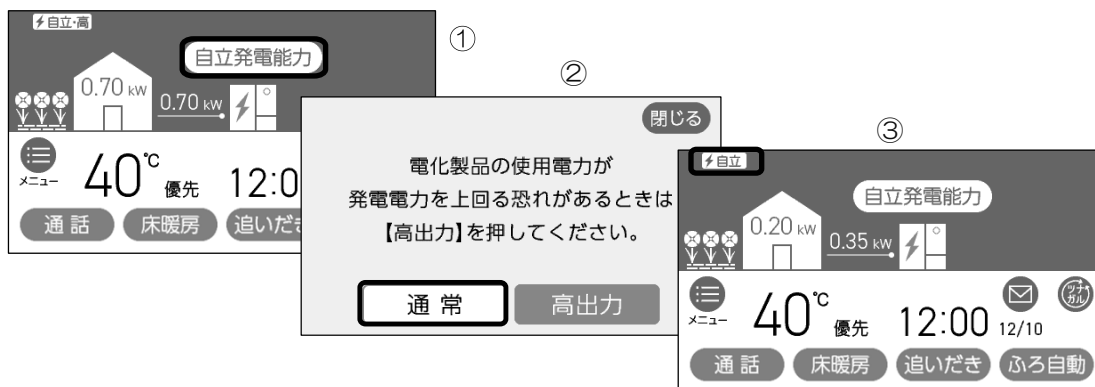 ①
自立・高
自立発電能力
0.70 kW
0.70 kW
メニュー
40℃
優先
12:0
通話
床暖房
②
閉じる
電化製品の使用電力が
発電電力を上回る恐れがあるときは
【高出力】を押してください。
通常
高出力
③
自立
自立発電能力
0.20 kW
0.35 kW
メニュー
40℃
優先
12:00
12/10
ツナガル
通話
床暖房
追いだき
ふろ自動